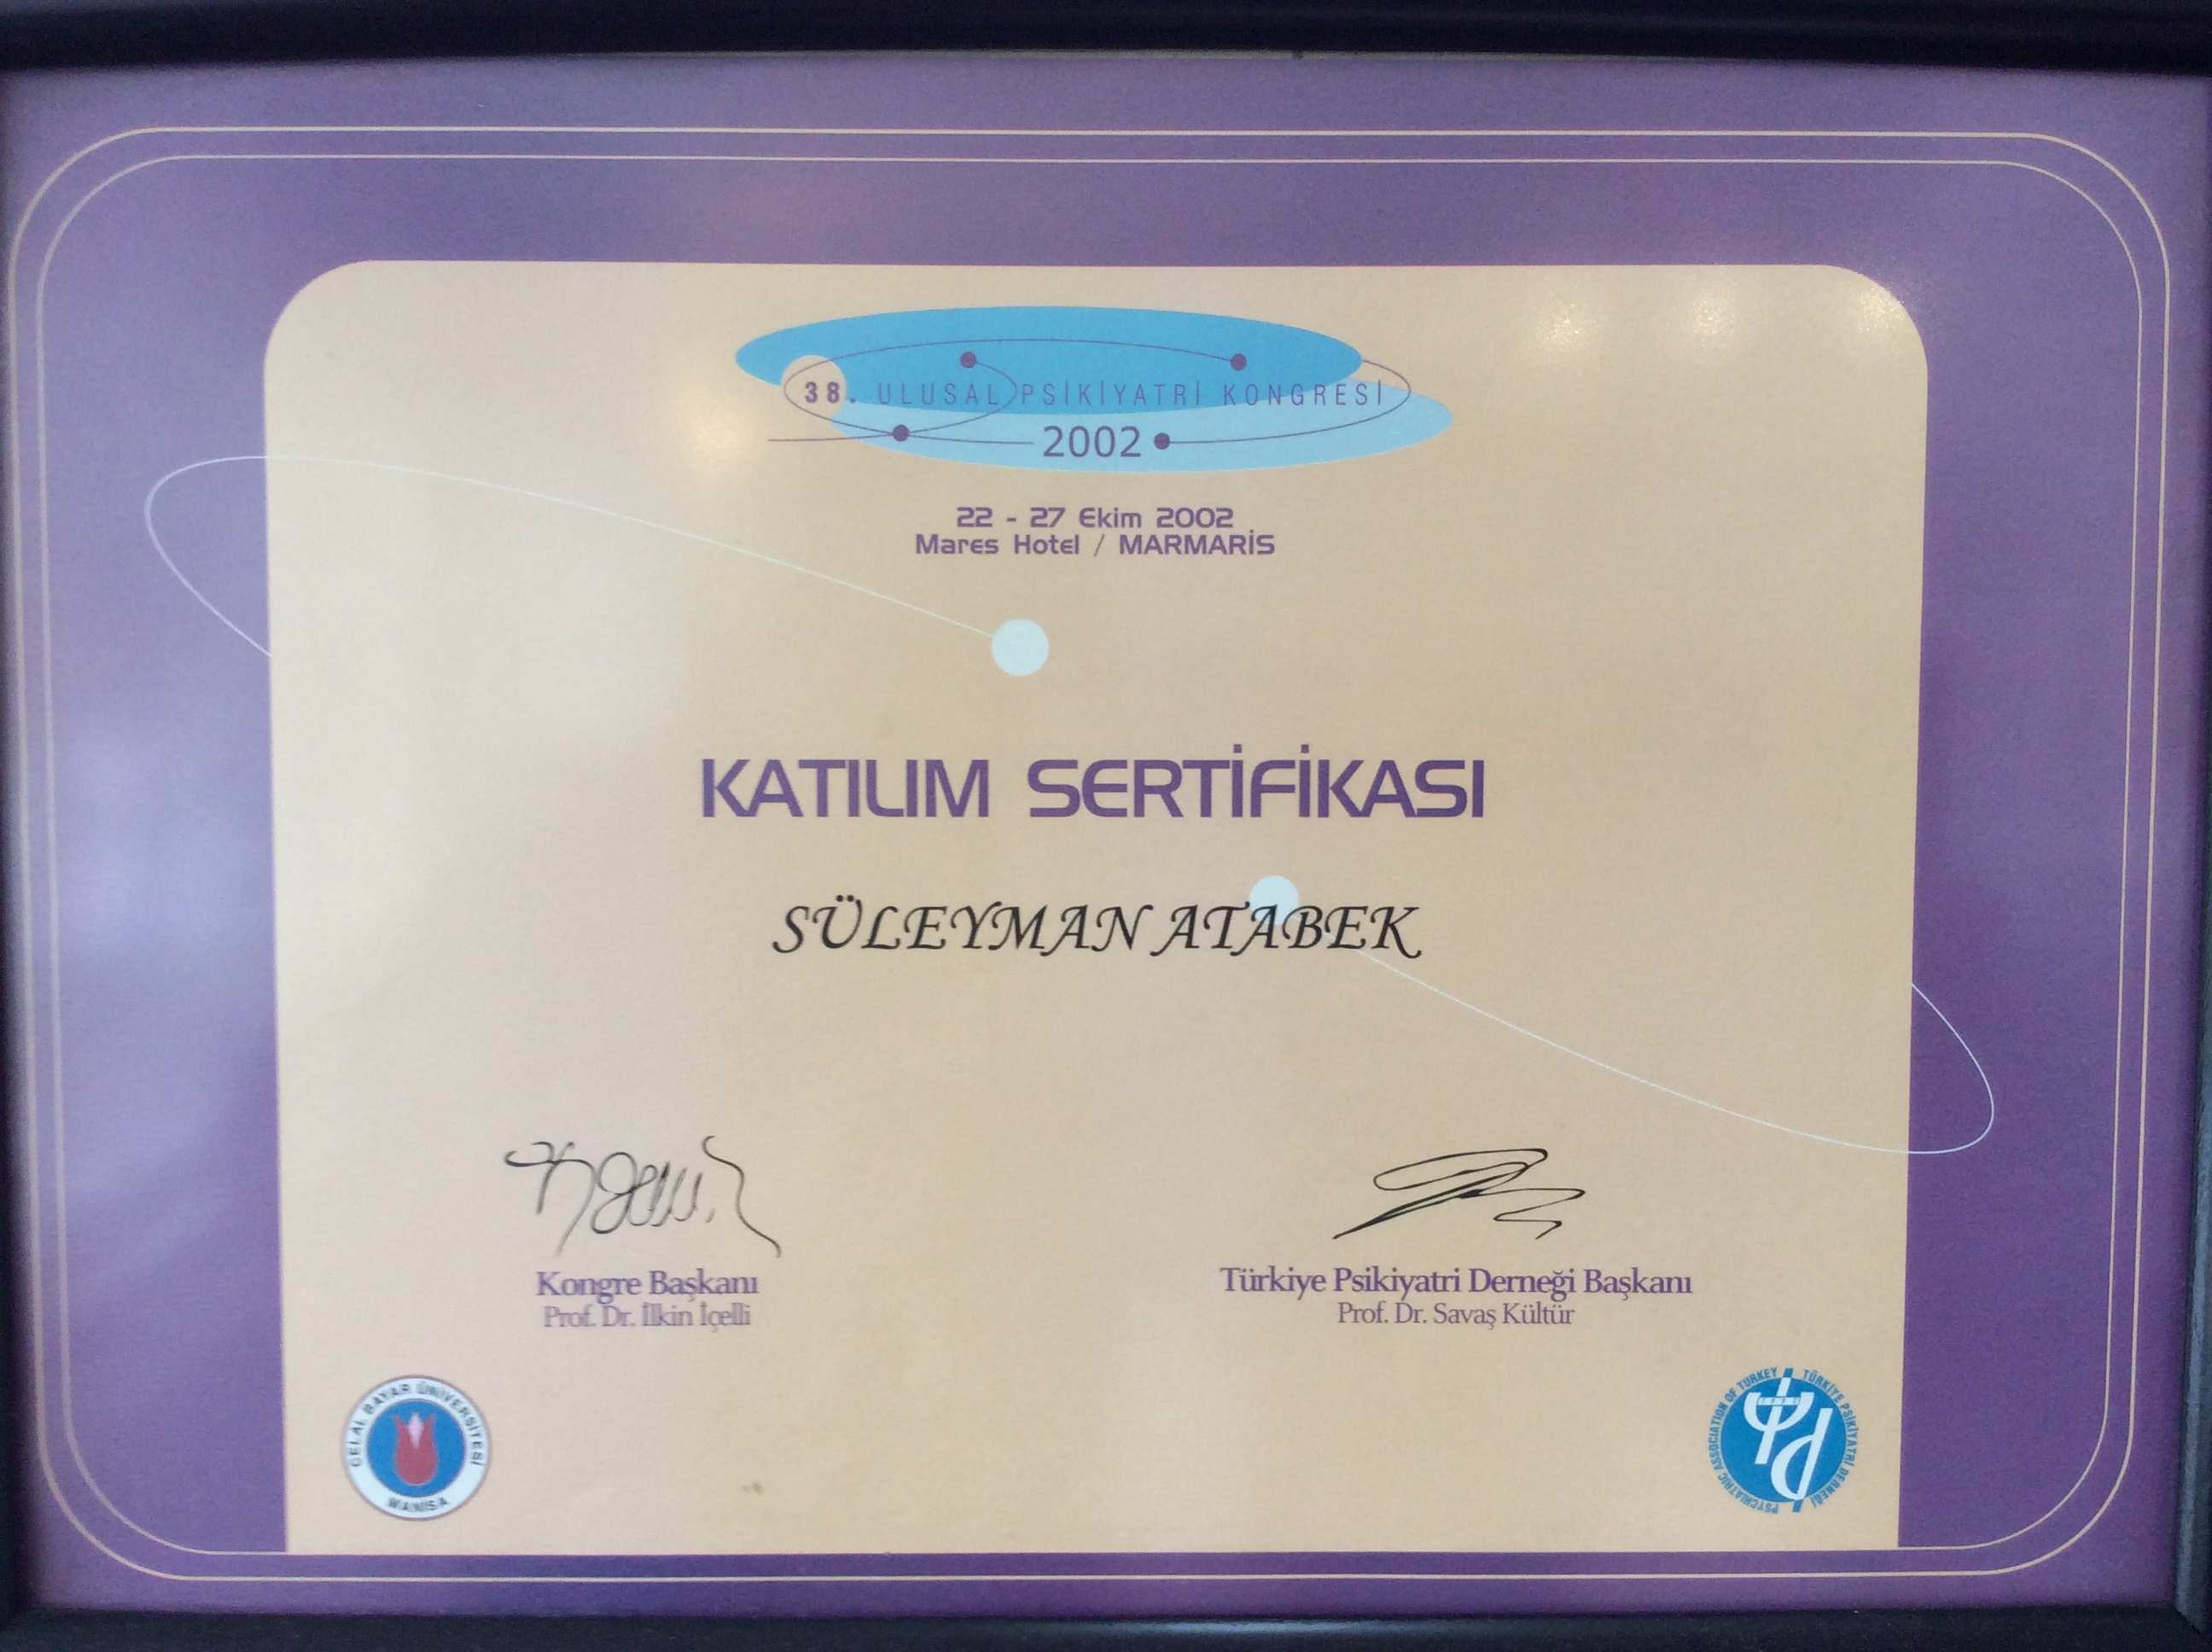 38. ULUSAL PSİKİYATRİ KONGRESİ
2002
22 - 27 Ekim 2002
Mares Hotel / MARMARİS
KATILIM SERTİFİKASI
SÜLEYMAN ATABEK
Kongre Başkanı
Prof. Dr. İlkin İçelli
Türkiye Psikiyatri Derneği Başkanı
Prof. Dr. Savaş Kültür
CELAL BAYAR ÜNİVERSİTESİ
MANİSA
PSYCHIATRIC ASSOCIATION OF TURKEY
TÜRKİYE PSİKİYATRİ DERNEĞİ